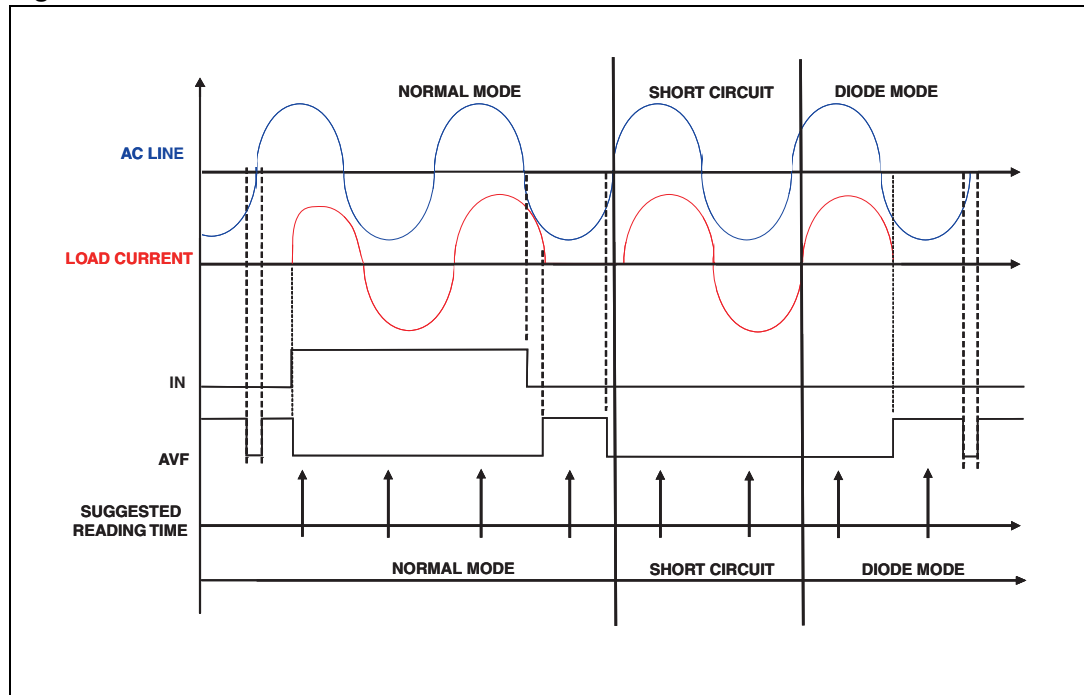 NORMAL MODE
SHORT CIRCUIT
DIODE MODE
AC LINE
LOAD CURRENT
IN
AVF
SUGGESTED
READING TIME
NORMAL MODE
SHORT CIRCUIT
DIODE MODE